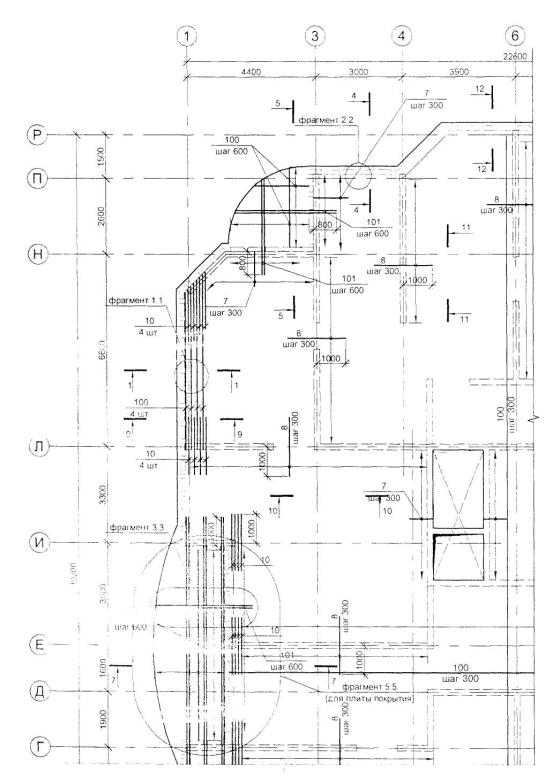 1
3
4
6
22600
4400
3000
3900
7
шаг 300
12
5
4
фрагмент 2.2
Р
100
шаг 600
1500
П
12
8
шаг 300
4
2600
101
шаг 600
800
11
Н
8
шаг 300
800
101
шаг 600
1000
7
шаг 300
фрагмент 1.1
5
11
10
4 шт.
8
шаг 300
6600
1000
1
1
100
4 шт.
100
шаг 300
8
шаг 300
9
Л
10
4 шт.
1000
7
шаг 300
3300
10
10
фрагмент 3.3
1000
1000
И
10
8
шаг 300
шаг 600
10
Е
101
шаг 600
1000
100
шаг 300
1600
7
7
фрагмент 5.5
(для плиты покрытия)
Д
8
шаг 300
1900
Г